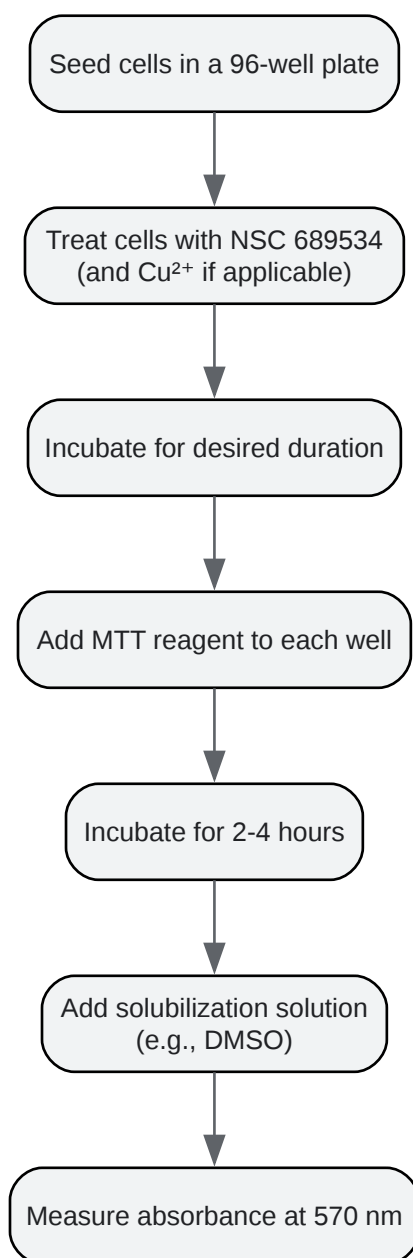 Seed cells in a 96-well plate
Treat cells with NSC 689534
(and Cu²⁺ if applicable)
Incubate for desired duration
Add MTT reagent to each well
Incubate for 2-4 hours
Add solubilization solution
(e.g., DMSO)
Measure absorbance at 570 nm